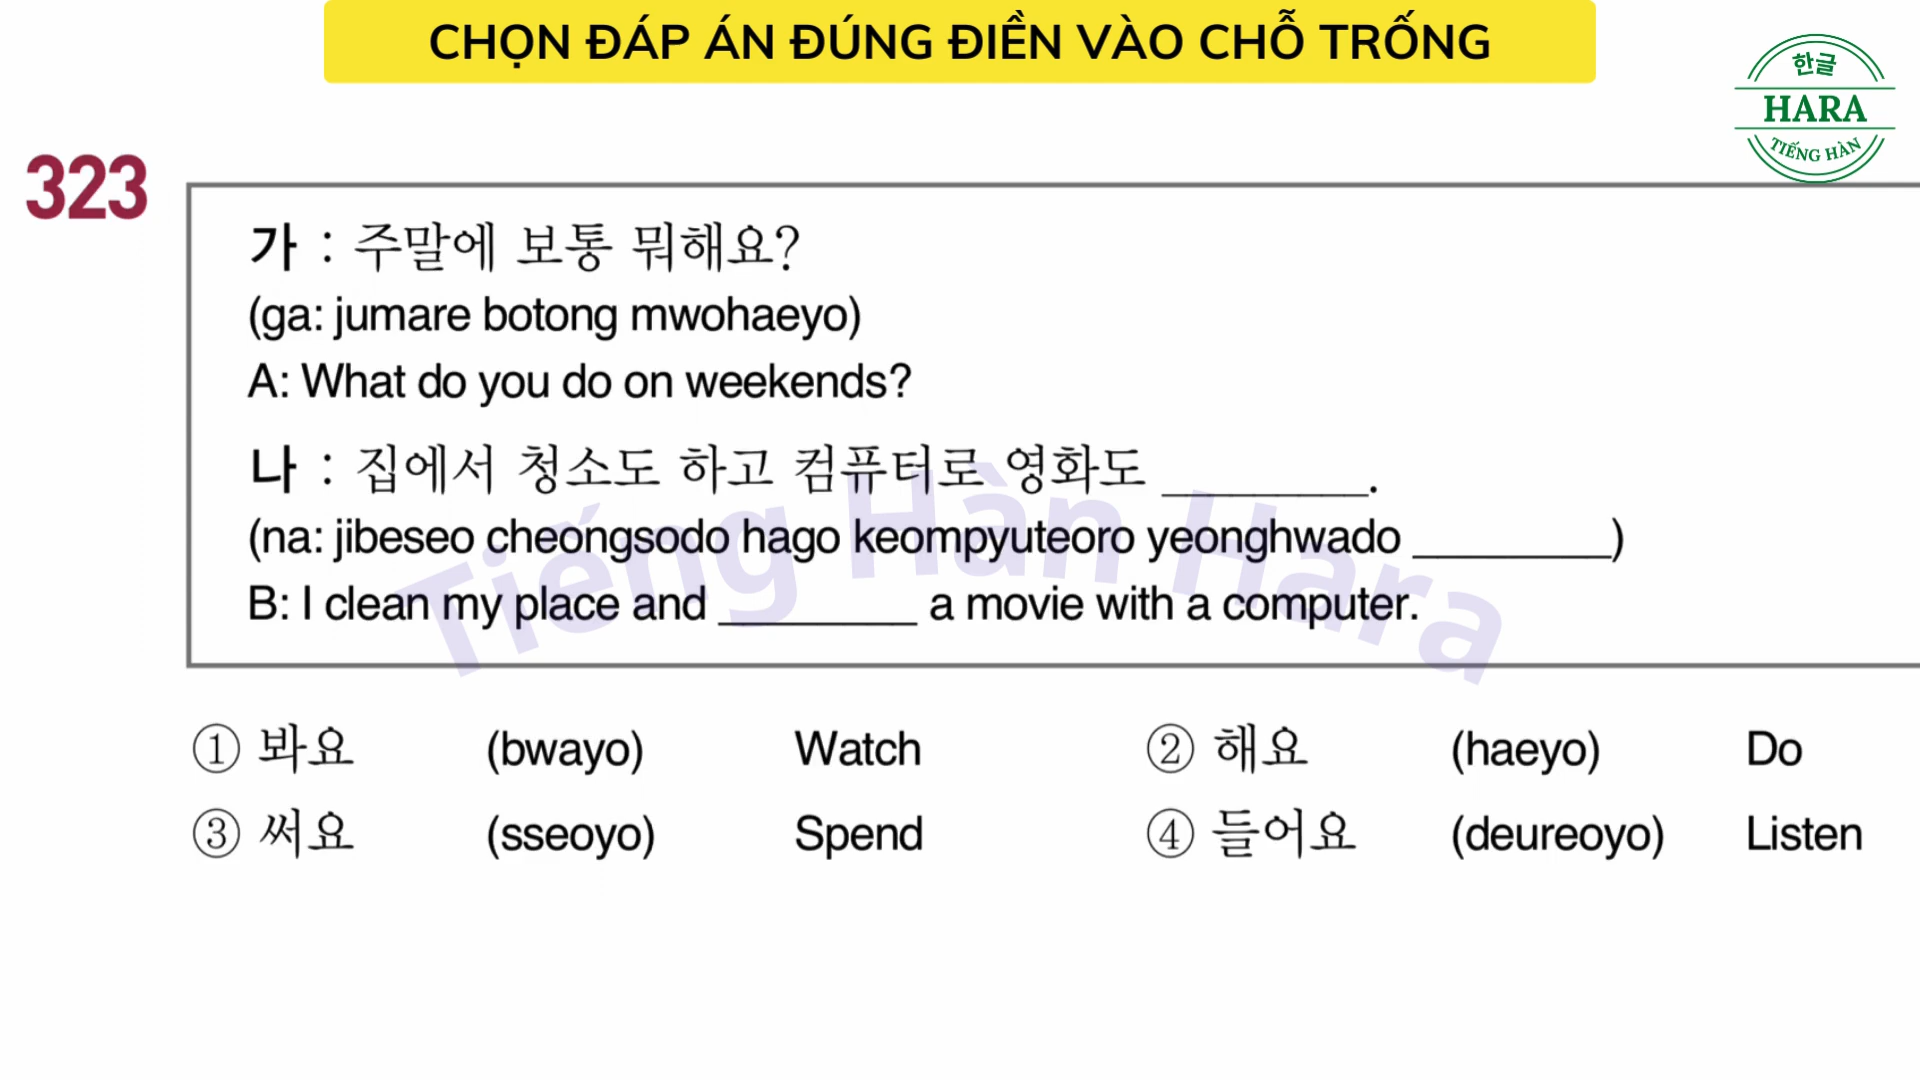 CHỌN ĐÁP ÁN ĐÚNG ĐIỀN VÀO CHỖ TRỐNG
한글
HARA
TIẾNG HÀN
323
가 : 주말에 보통 뭐해요?
(ga: jumare botong mwohaeyo)
A: What do you do on weekends?
나 : 집에서 청소도 하고 컴퓨터로 영화도 _________.
(na: jibeseo cheongsodo hago keompyuteoro yeonghwado ________)
B: I clean my place and ________ a movie with a computer.
Tiếng Hàn Hara
① 봐요 (bwayo) Watch ② 해요 (haeyo) Do
③ 써요 (sseoyo) Spend ④ 들어요 (deureoyo) Listen